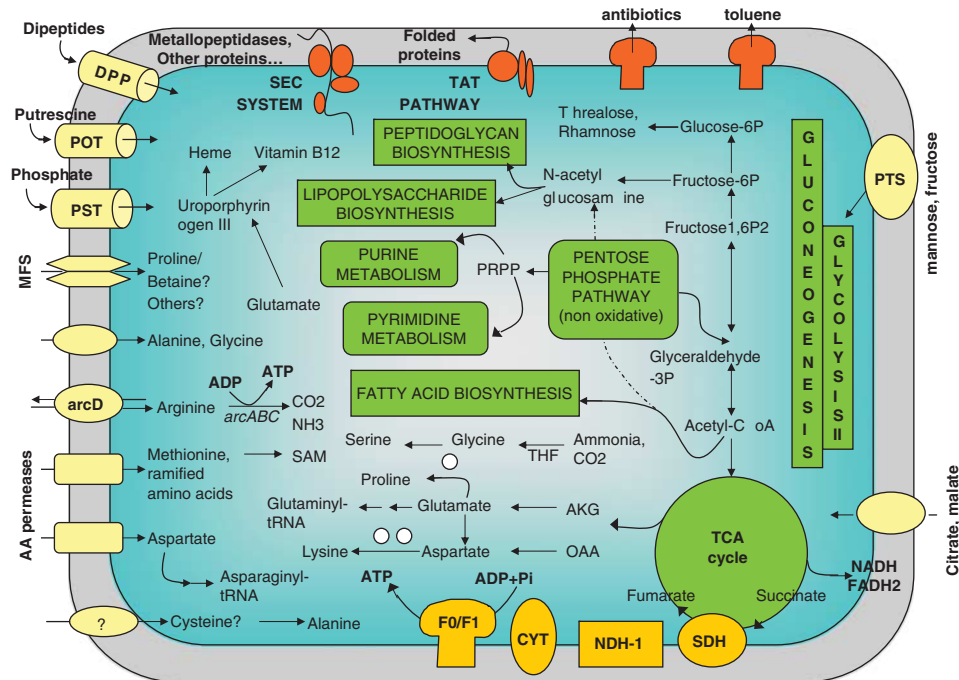 antibiotics
toluene
Dipeptides
DPP
Metallopeptidases,
Other proteins…
SEC
SYSTEM
Folded
proteins
TAT
PATHWAY
Putrescine
POT
Phosphate
PST
MFS
Proline/
Betaine?
Others?
Heme
Vitamin B12
Uroporphyrin
ogen III
Glutamate
PEPTIDOGLYCAN
BIOSYNTHESIS
LIPOPOLYSACCHARIDE
BIOSYNTHESIS
PURINE
METABOLISM
PYRIMIDINE
METABOLISM
PRPP
PENTOSE
PHOSPHATE
PATHWAY
(non oxidative)
T hrealose,
Rhamnose
Glucose-6P
N-acetyl
glucosam ine
Fructose-6P
Fructose1,6P2
Glyceraldehyde
-3P
Acetyl-C oA
GLUCONEOGENESIS
GLYCOLYSIS II
PTS
mannose, fructose
Alanine, Glycine
arcD
Arginine
ADP
ATP
arcABC
CO2
NH3
FATTY ACID BIOSYNTHESIS
AA permeases
Methionine,
ramified
amino acids
SAM
Serine
Glycine
THF
Ammonia,
CO2
Proline
Glutaminyl-
tRNA
Glutamate
AKG
Lysine
Aspartate
OAA
Aspartate
Asparaginyl-
tRNA
?
Cysteine?
Alanine
ATP
ADP+Pi
F0/F1
CYT
NDH-1
SDH
TCA
cycle
Fumarate
Succinate
NADH
FADH2
Citrate, malate